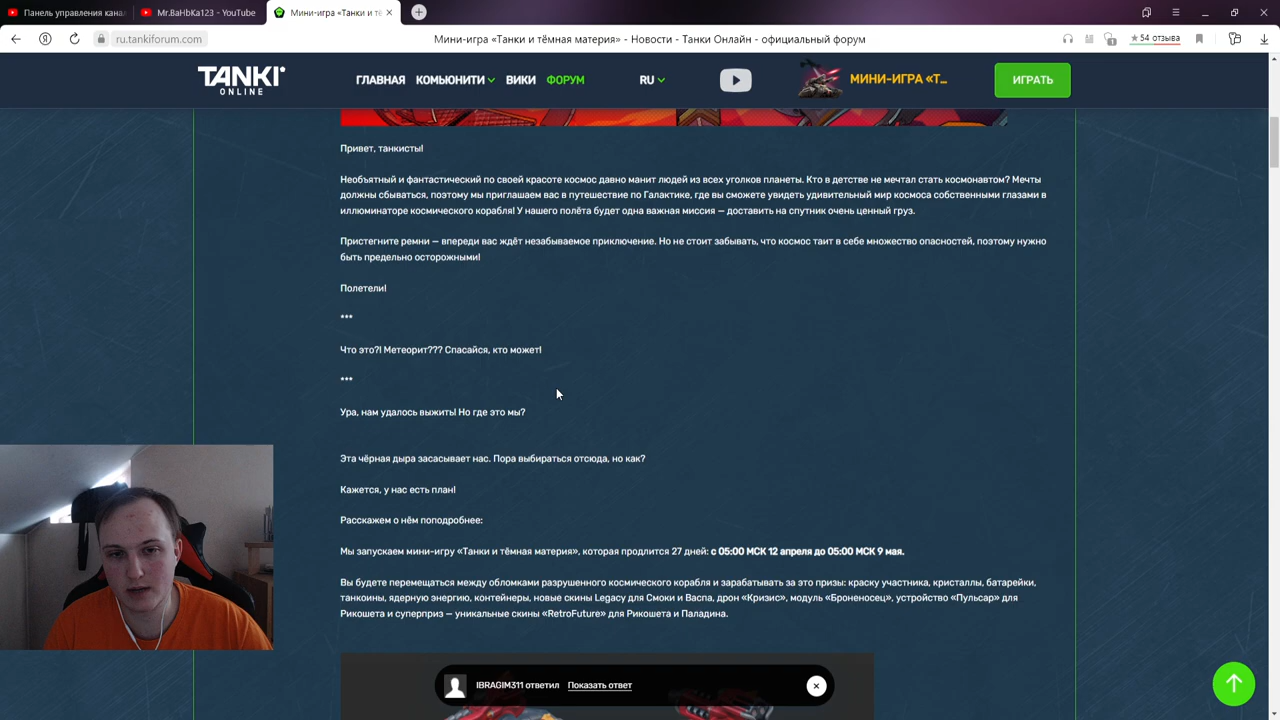 Панель управления кана
Mr.BaHbKa123 - YouTube
Мини-игра «Танки и тё
ru.tankiforum.com
Мини-игра «Танки и тёмная материя» - Новости - Танки Онлайн - официальный форум
54 отзыва
TANKI
ONLINE
ГЛАВНАЯ
КОМЬЮНИТИ
ВИКИ
ФОРУМ
RU
МИНИ-ИГРА «Т...
ИГРАТЬ
Привет, танкисты!
Необъятный и фантастический по своей красоте космос давно манит людей из всех уголков планеты. Кто в детстве не мечтал стать космонавтом? Мечты
должны сбываться, поэтому мы приглашаем вас в путешествие по Галактике, где вы сможете увидеть удивительный мир космоса собственными глазами в
иллюминаторе космического корабля! У нашего полёта будет одна важная миссия — доставить на спутник очень ценный груз.
Пристегните ремни — впереди вас ждёт незабываемое приключение. Но не стоит забывать, что космос таит в себе множество опасностей, поэтому нужно
быть предельно осторожными!
Полетели!
***
Что это?! Метеорит??? Спасайся, кто может!
***
Ура, нам удалось выжить! Но где это мы?
Эта чёрная дыра засасывает нас. Пора выбираться отсюда, но как?
Кажется, у нас есть план!
Расскажем о нём поподробнее:
Мы запускаем мини-игру «Танки и тёмная материя», которая продлится 27 дней: с 05:00 МСК 12 апреля до 05:00 МСК 9 мая.
Вы будете перемещаться между обломками разрушенного космического корабля и зарабатывать за это призы: краску участника, кристаллы, батарейки,
танкоины, ядерную энергию, контейнеры, новые скины Legacy для Смоки и Васпа, дрон «Кризис», модуль «Броненосец», устройство «Пульсар» для
Рикошета и суперприз — уникальные скины «RetroFuture» для Рикошета и Паладина.
IBRAGIM311 ответил Показать ответ